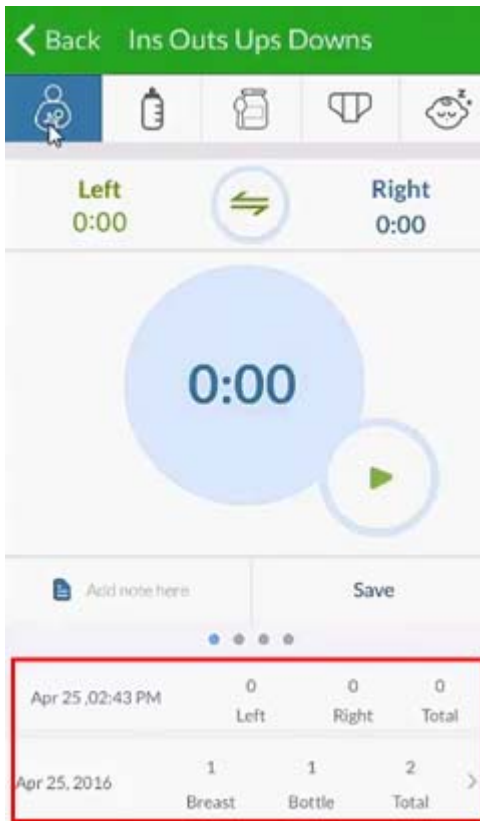 Back Ins Outs Ups Downs
Left Right
0:00 0:00
0:00
Add note here Save
Apr 25 ,02:43 PM 0 0 0
Left Right Total
Apr 25, 2016 1 1 2
Breast Bottle Total